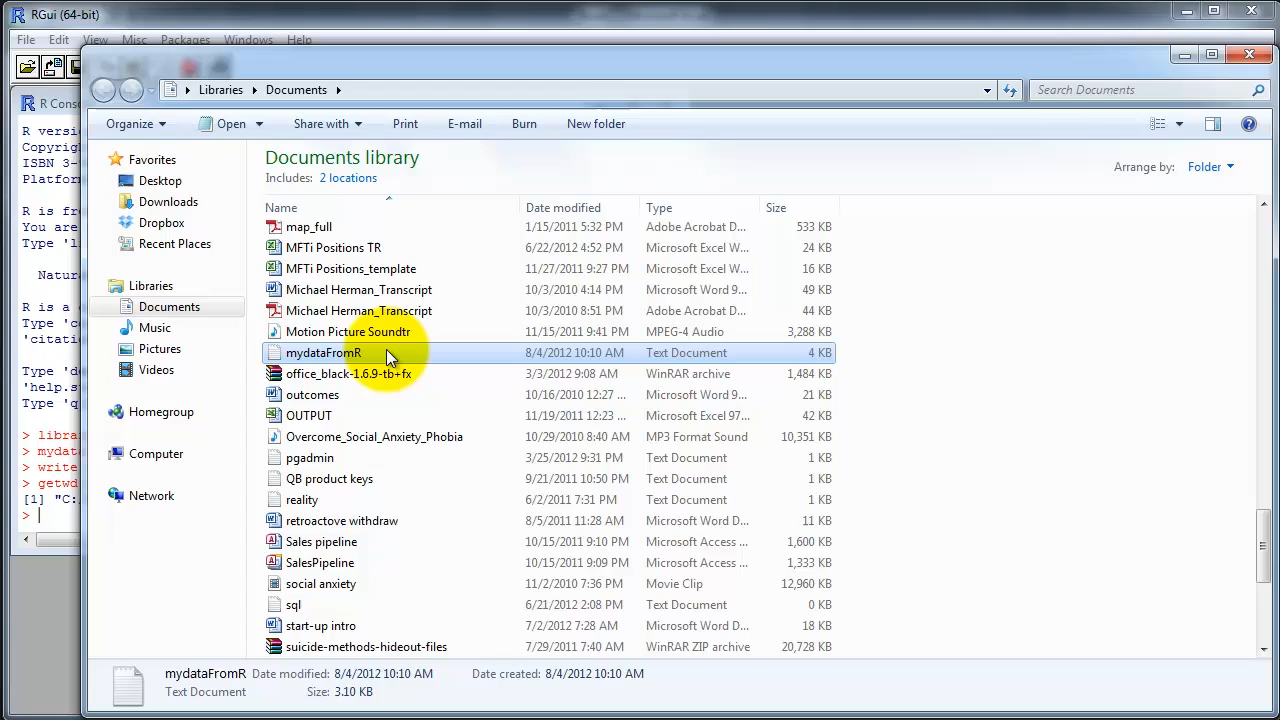 RGui (64-bit)
File Edit View Misc Packages Windows Help
R Conso
R versi
Copyrig
ISBN 3-
Platfor
R is fre
You are
Type 'l
Natur
R is a c
Type 'co
'citatio
Type 'de
'help.s
Type 'q
> libra
> mydat
> write
> getwd
[1] "C:/
>
Libraries Documents
Search Documents
Organize Open Share with Print E-mail Burn New folder
Favorites
Desktop
Downloads
Dropbox
Recent Places
Libraries
Documents
Music
Pictures
Videos
Homegroup
Computer
Network
Documents library
Includes: 2 locations
Arrange by: Folder
Name Date modified Type Size
map_full 1/15/2011 5:32 PM Adobe Acrobat D... 533 KB
MFTi Positions TR 6/22/2012 4:52 PM Microsoft Excel W... 24 KB
MFTi Positions_template 11/27/2011 9:27 PM Microsoft Excel W... 16 KB
Michael Herman_Transcript 10/3/2010 4:14 PM Microsoft Word 9... 49 KB
Michael Herman_Transcript 10/3/2010 8:51 PM Adobe Acrobat D... 44 KB
Motion Picture Soundtr 11/15/2011 9:41 PM MPEG-4 Audio 3,288 KB
mydataFromR 8/4/2012 10:10 AM Text Document 4 KB
office_black-1.6.9-tb+fx 3/3/2012 9:08 AM WinRAR archive 1,484 KB
outcomes 10/16/2010 12:27 ... Microsoft Word 9... 21 KB
OUTPUT 11/19/2011 12:23 ... Microsoft Excel 97... 42 KB
Overcome_Social_Anxiety_Phobia 10/29/2010 8:40 AM MP3 Format Sound 10,351 KB
pgadmin 3/25/2012 9:31 PM Text Document 1 KB
QB product keys 9/21/2011 10:50 PM Text Document 1 KB
reality 6/2/2011 7:31 PM Text Document 1 KB
retroactove withdraw 8/5/2011 11:28 AM Microsoft Word D... 11 KB
Sales pipeline 10/15/2011 9:10 PM Microsoft Access ... 1,600 KB
SalesPipeline 10/15/2011 9:09 PM Microsoft Access ... 1,333 KB
social anxiety 11/2/2010 7:36 PM Movie Clip 12,960 KB
sql 6/21/2012 2:08 PM Text Document 0 KB
start-up intro 7/2/2012 7:28 AM Microsoft Word D... 18 KB
suicide-methods-hideout-files 7/29/2011 7:40 AM WinRAR ZIP archive 20,728 KB
mydataFromR Date modified: 8/4/2012 10:10 AM Date created: 8/4/2012 10:10 AM
Text Document Size: 3.10 KB